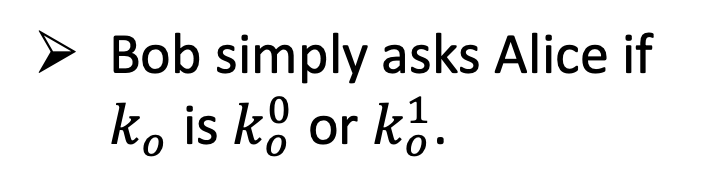 ➢ Bob simply asks Alice if
$k_o$ is $k_o^0$ or $k_o^1$.